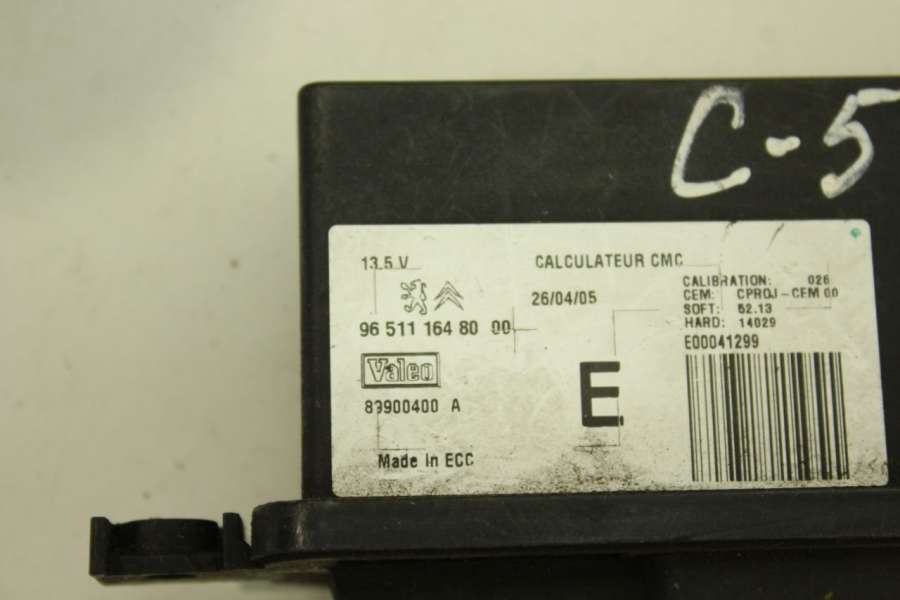 C-5
13.5 V
CALCULATEUR CMC
26/04/05
96 511 164 80 00
Valeo
89900400 A
Made in ECC
E
CALIBRATION: 026
CEM: CPROJ-CEM 00
SOFT: 52.13
HARD: 14029
E00041299